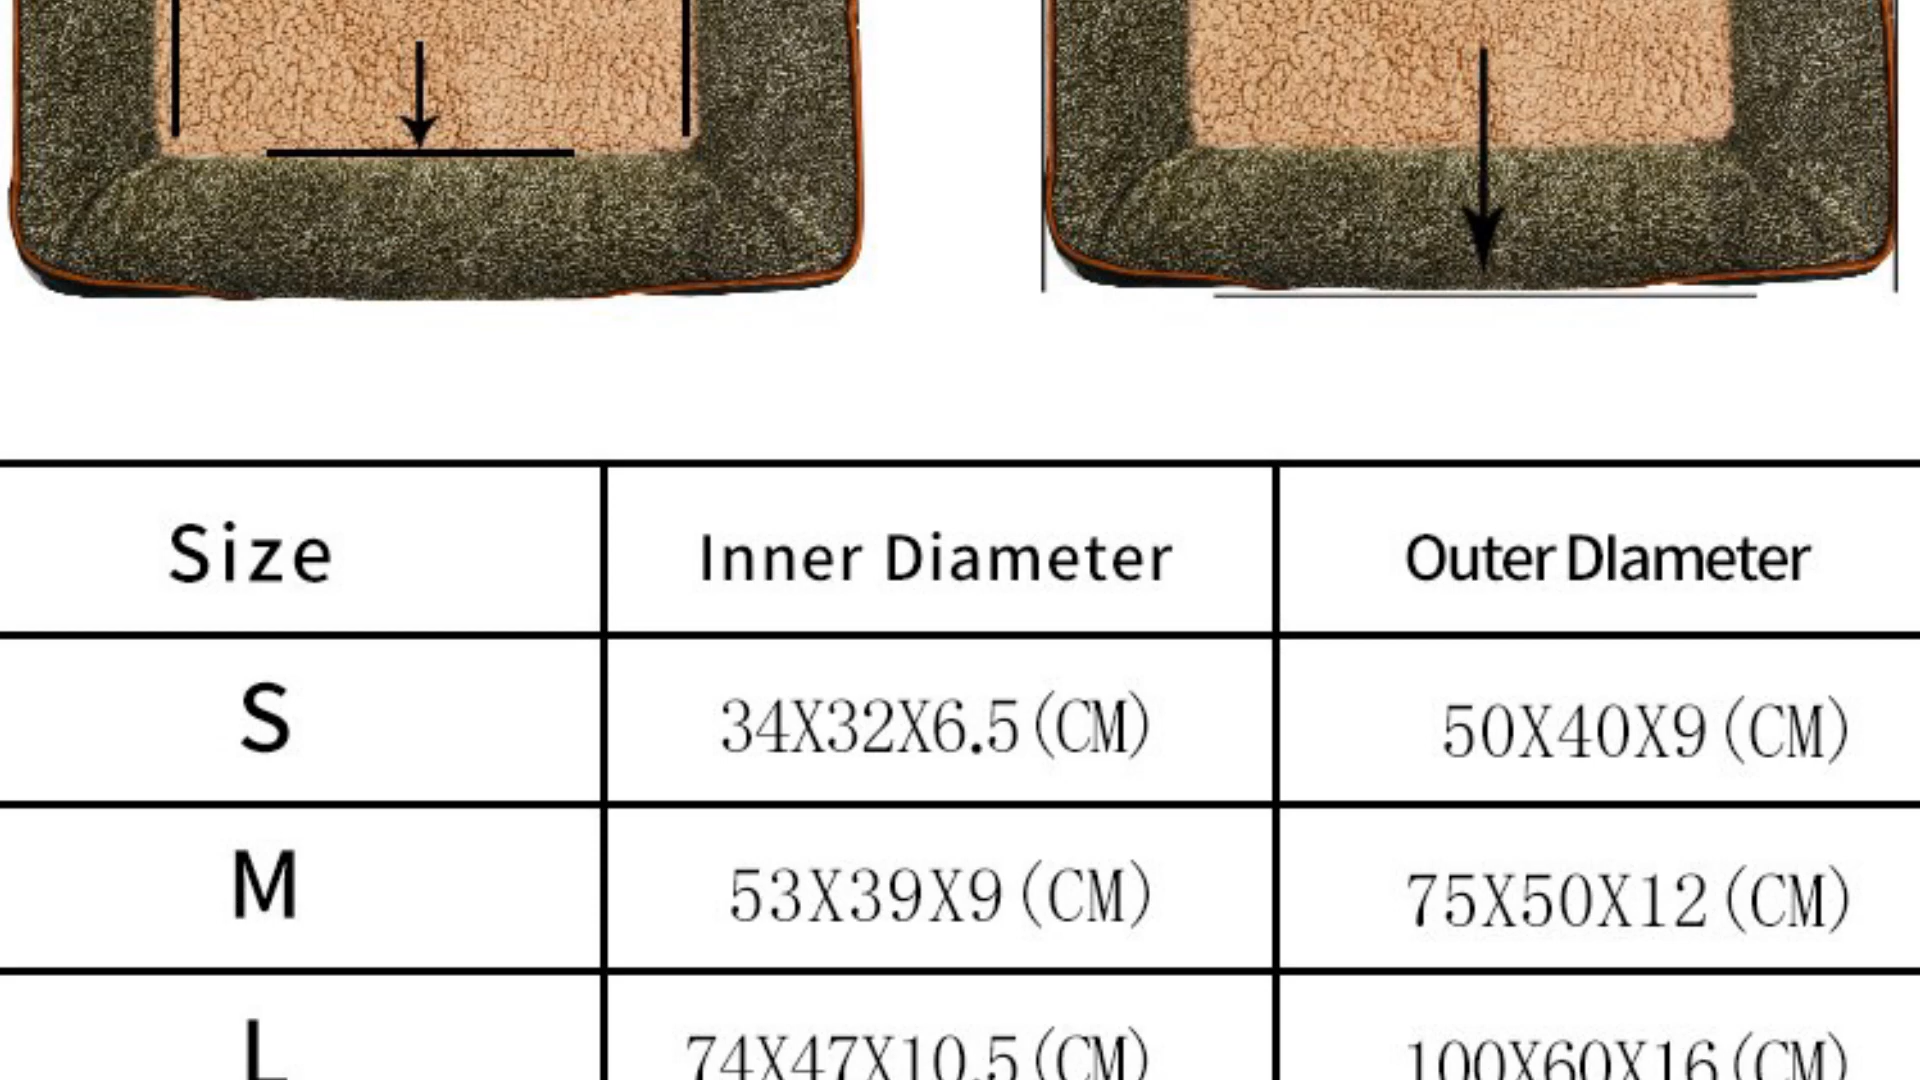 Size Inner Diameter Outer DIameter
S 34X32X6.5(CM) 50X40X9(CM)
M 53X39X9(CM) 75X50X12(CM)
L 74X47X10.5(CM) 100X60X16(CM)